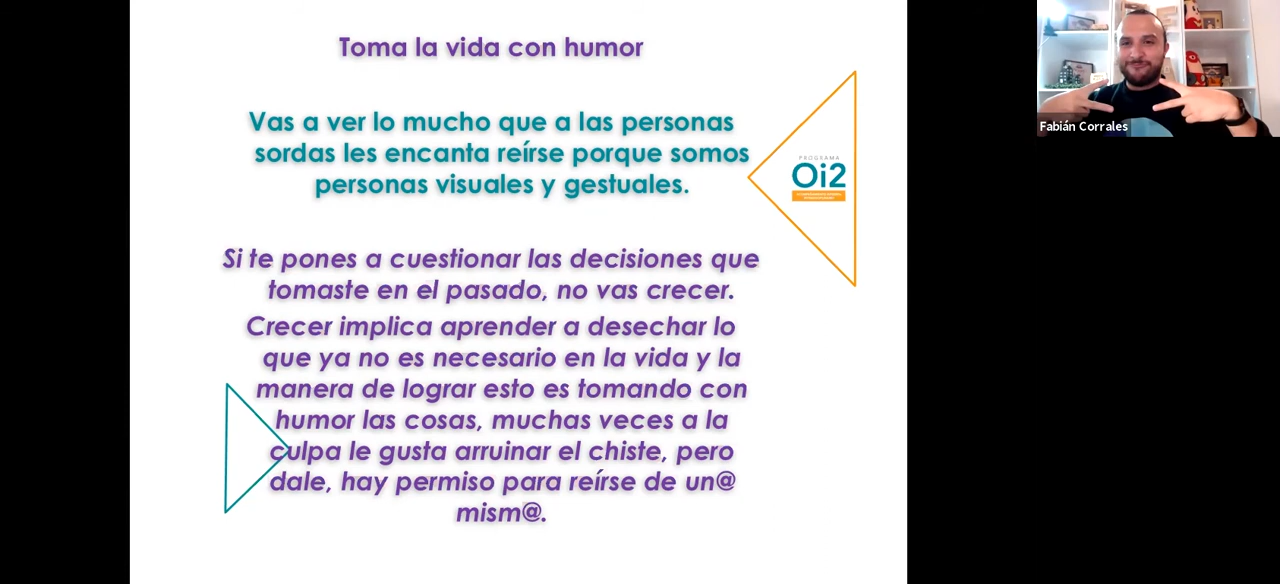 Toma la vida con humor
Vas a ver lo mucho que a las personas
sordas les encanta reírse porque somos
personas visuales y gestuales.
PROGRAMA
Oi2
Si te pones a cuestionar las decisiones que
tomaste en el pasado, no vas crecer.
Crecer implica aprender a desechar lo
que ya no es necesario en la vida y la
manera de lograr esto es tomando con
humor las cosas, muchas veces a la
culpa le gusta arruinar el chiste, pero
dale, hay permiso para reírse de un@
mism@.
Fabián Corrales